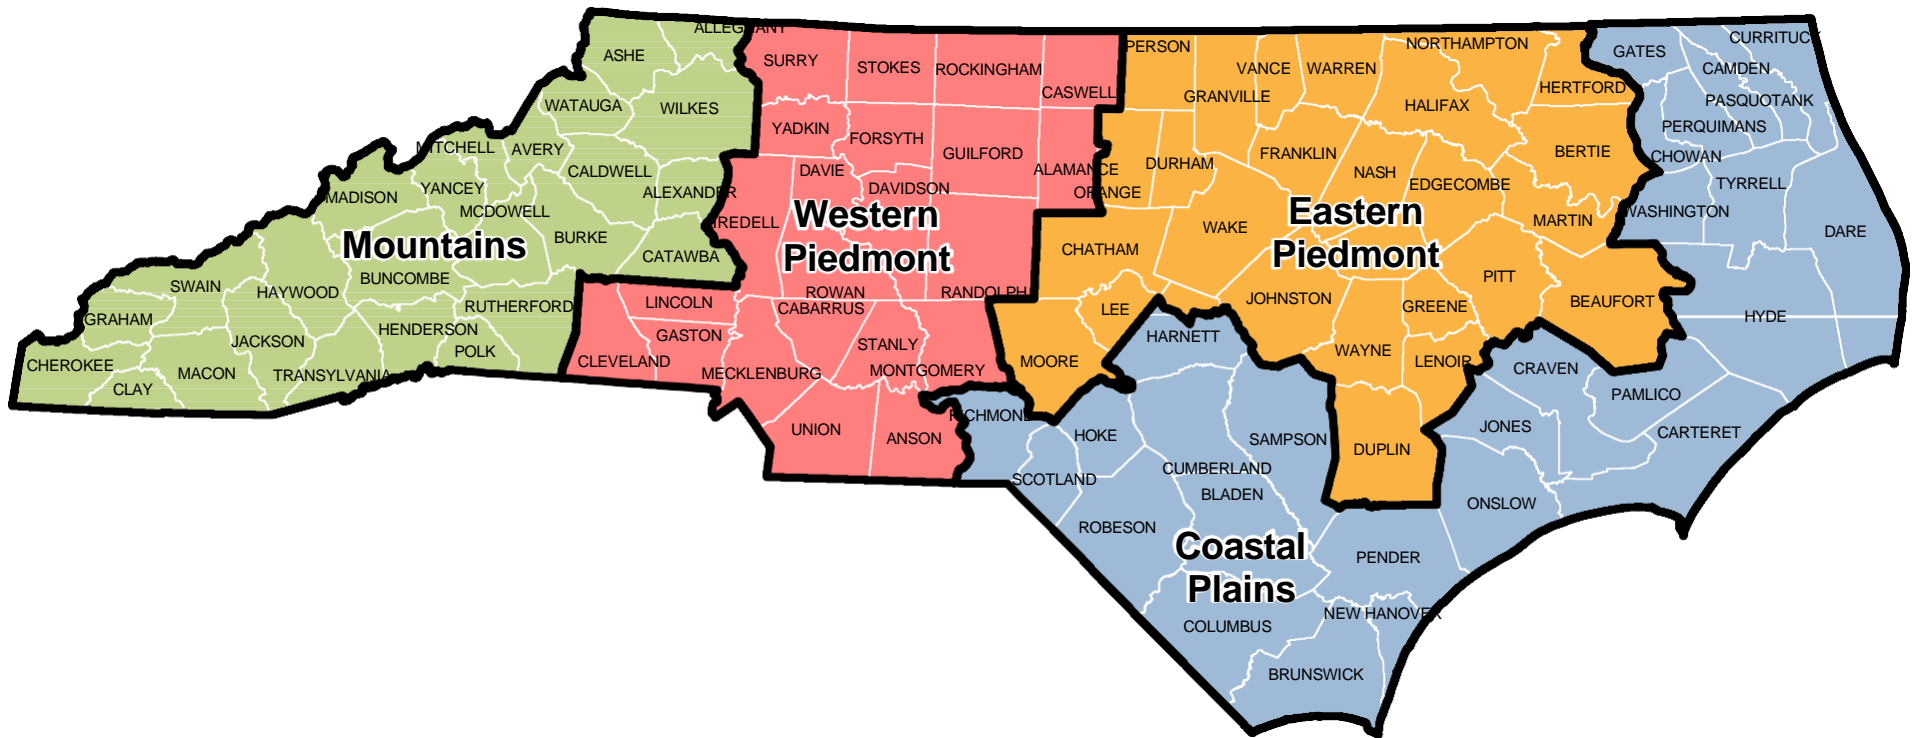 ALLEGHANY
ASHE
SURRY
STOKES
ROCKINGHAM
CASWELL
PERSON
VANCE
WARREN
NORTHAMPTON
GATES
CURRITUCK
CAMDEN
WATAUGA
WILKES
GRANVILLE
HALIFAX
HERTFORD
PASQUOTANK
MITCHELL
AVERY
YADKIN
FORSYTH
GUILFORD
FRANKLIN
BERTIE
PERQUIMANS
CHOWAN
CALDWELL
DAVIE
ALAMANCE
DURHAM
NASH
EDGECOMBE
TYRRELL
MADISON
YANCEY
ALEXANDER
DAVIDSON
ORANGE
MCDOWELL
IREDELL
Western
Piedmont
WAKE
Eastern
Piedmont
MARTIN
WASHINGTON
DARE
Mountains
BURKE
CATAWBA
CHATHAM
PITT
SWAIN
HAYWOOD
BUNCOMBE
RUTHERFORD
LINCOLN
ROWAN
CABARRUS
RANDOLPH
LEE
JOHNSTON
GREENE
BEAUFORT
HYDE
GRAHAM
JACKSON
HENDERSON
POLK
GASTON
CLEVELAND
STANLY
MOORE
HARNETT
WAYNE
LENOIR
CRAVEN
CHEROKEE
CLAY
MACON
TRANSYLVANIA
MECKLENBURG
MONTGOMERY
PAMLICO
UNION
ANSON
RICHMOND
HOKE
SAMPSON
DUPLIN
JONES
CARTERET
SCOTLAND
CUMBERLAND
BLADEN
ONSLOW
ROBESON
Coastal
Plains
PENDER
COLUMBUS
NEW HANOVER
BRUNSWICK